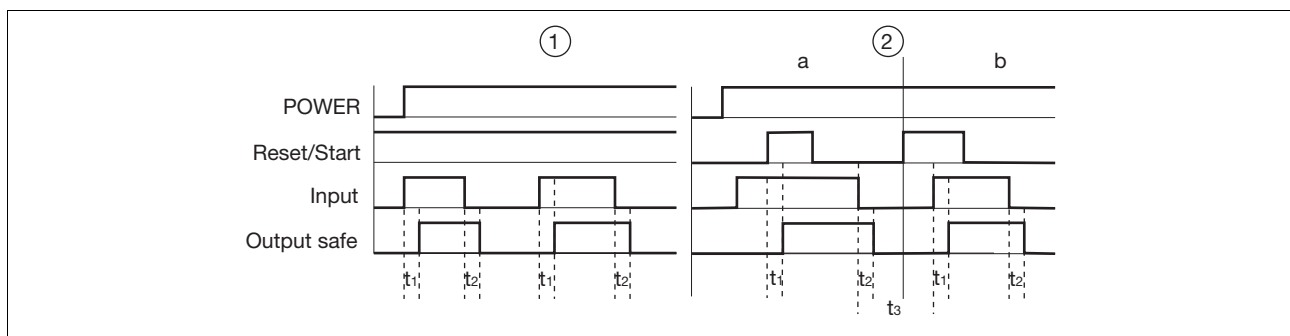 1 2
a b
POWER
Reset/Start
Input
Output safe
t1 t2 t1 t2 t1 t2 t1 t2
t3